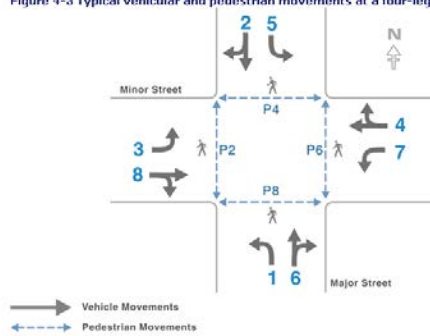 Figure 4-3 Typical vehicular and pedestrian movements at a four-leg
2 5
N
Minor Street
P4
4
3
P2
P6
7
8
P8
1 6
Major Street
Vehicle Movements
Pedestrian Movements